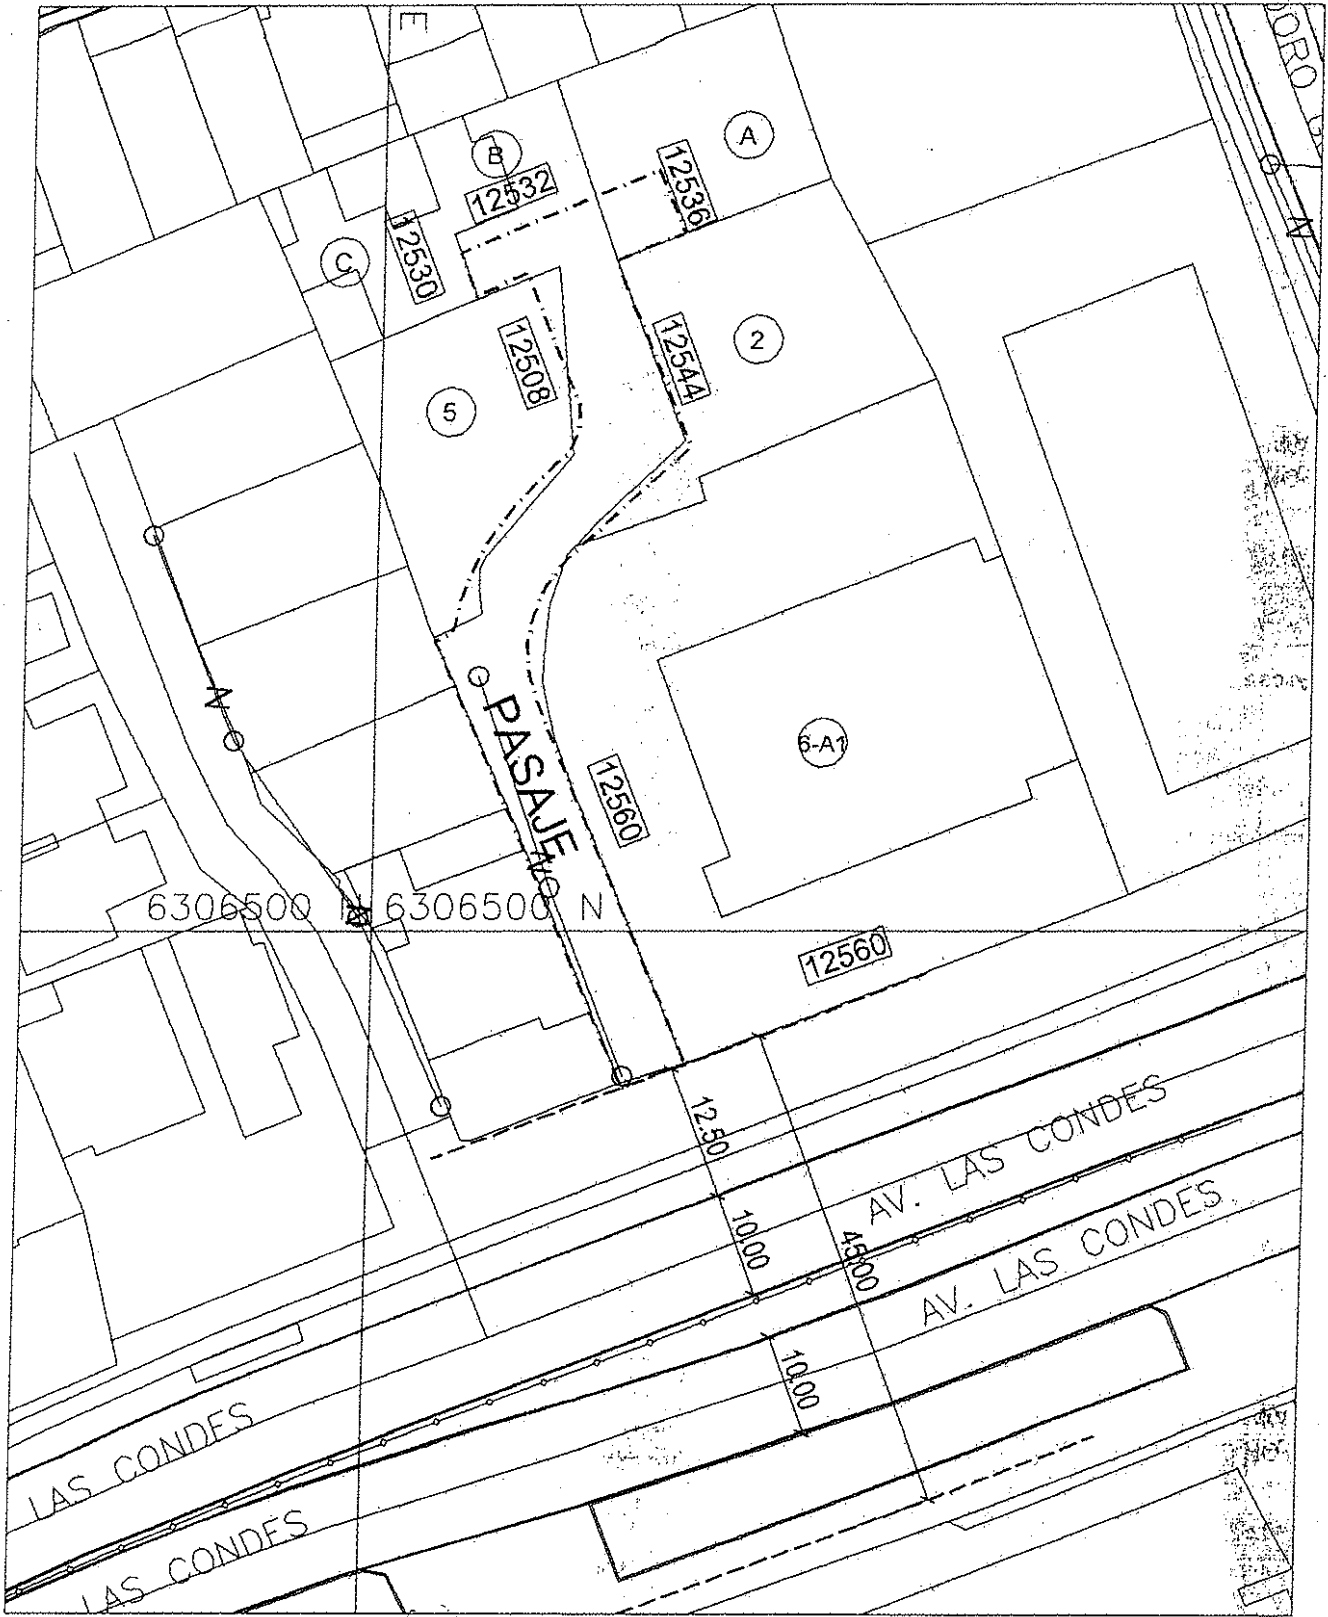 E
A
B
12532
12536
C
12530
N
2
12544
12508
5
N
PASAJE
N
6-A1
12560
6306500 N
6306500 N
12560
12.50
10.00
45.00
10.00
AV. LAS CONDES
AV. LAS CONDES
LAS CONDES
LAS CONDES